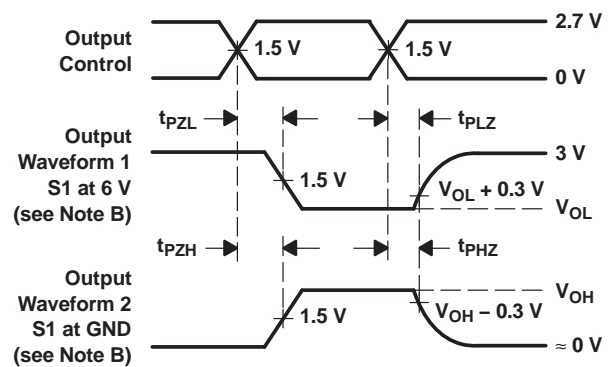 Output
Control
1.5 V
1.5 V
2.7 V
0 V
tPZL
tPLZ
Output
Waveform 1
S1 at 6 V
(see Note B)
1.5 V
3 V
VOL + 0.3 V
VOL
tPZH
tPHZ
Output
Waveform 2
S1 at GND
(see Note B)
1.5 V
VOH
VOH − 0.3 V
≈ 0 V